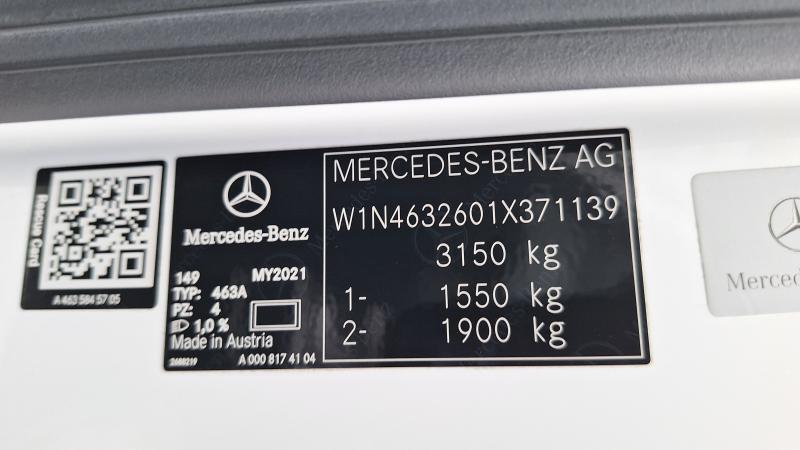 Rescue Card
A 463 584 57 05
Mercedes-Benz
149 MY2021
TYP: 463A
PZ: 4
1,0 %
Made in Austria
2688219 A 000 817 41 04
MERCEDES-BENZ AG
W1N4632601X371139
3150 kg
1- 1550 kg
2- 1900 kg
Mercedes